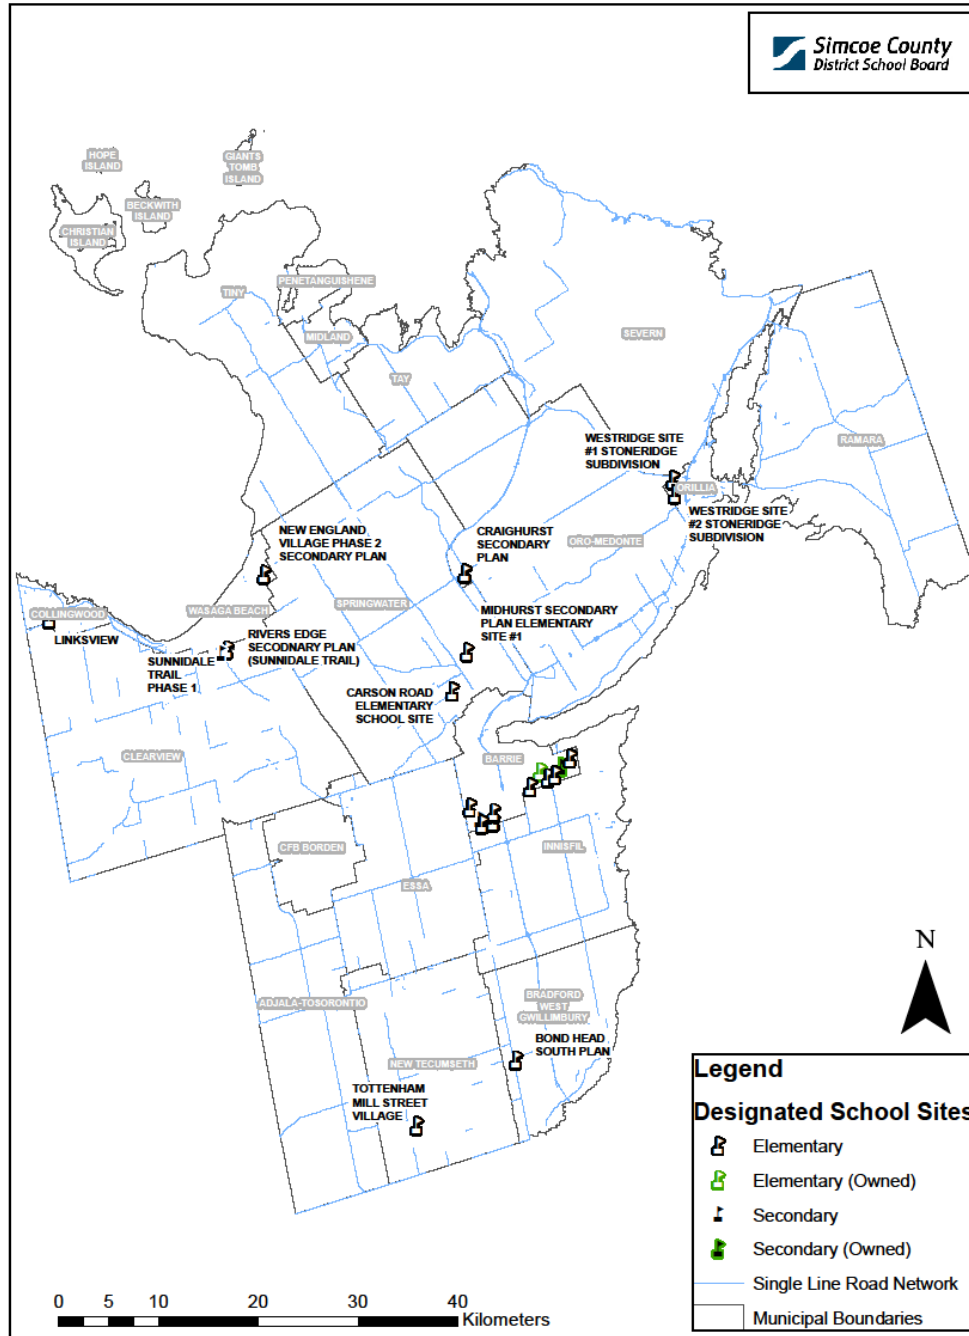 Simcoe County
District School Board
HOPE
ISLAND
GIANTS
TOMB
ISLAND
BECKWITH
ISLAND
CHRISTIAN
ISLAND
PENETANGUISHENE
TINY
MIDLAND
SEVERN
TAY
RAMARA
WESTRIDGE SITE
#1 STONERIDGE
SUBDIVISION
ORILLIA
WESTRIDGE SITE
#2 STONERIDGE
SUBDIVISION
NEW ENGLAND
VILLAGE PHASE 2
SECONDARY PLAN
CRAIGHURST
SECONDARY
PLAN
ORO-MEDONTE
COLLINGWOOD
WASAGA BEACH
SPRINGWATER
MIDHURST SECONDARY
PLAN ELEMENTARY
SITE #1
LINKSVIEW
RIVERS EDGE
SECODNARY PLAN
(SUNNIDALE TRAIL)
SUNNIDALE
TRAIL
PHASE 1
CARSON ROAD
ELEMENTARY
SCHOOL SITE
CLEARVIEW
BARRIE
CFB BORDEN
INNISFIL
ESSA
N
ADJALA-TOSORONTIO
BRADFORD
WEST
GWILLIMBURY
BOND HEAD
SOUTH PLAN
NEW TECUMSETH
TOTTENHAM
MILL STREET
VILLAGE
Legend
Designated School Sites
Elementary
Elementary (Owned)
Secondary
Secondary (Owned)
Single Line Road Network
Municipal Boundaries
0 5 10 20 30 40
Kilometers